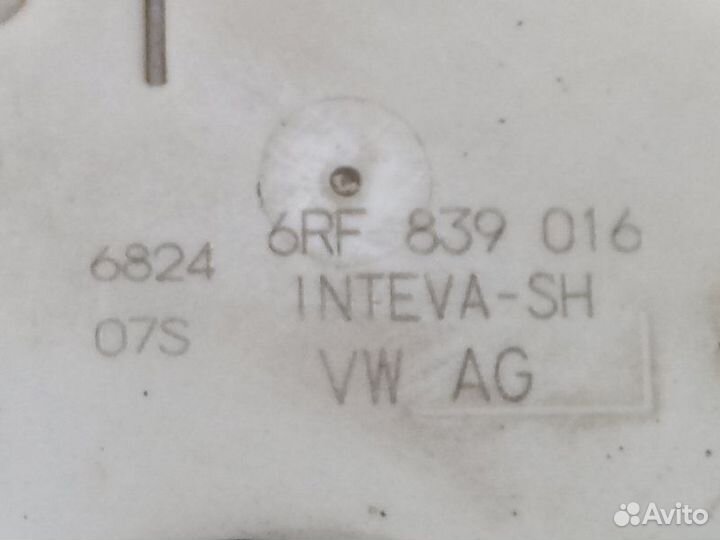 6RF 839 016
6824
INTEVA-SH
07S
VW AG
Avito